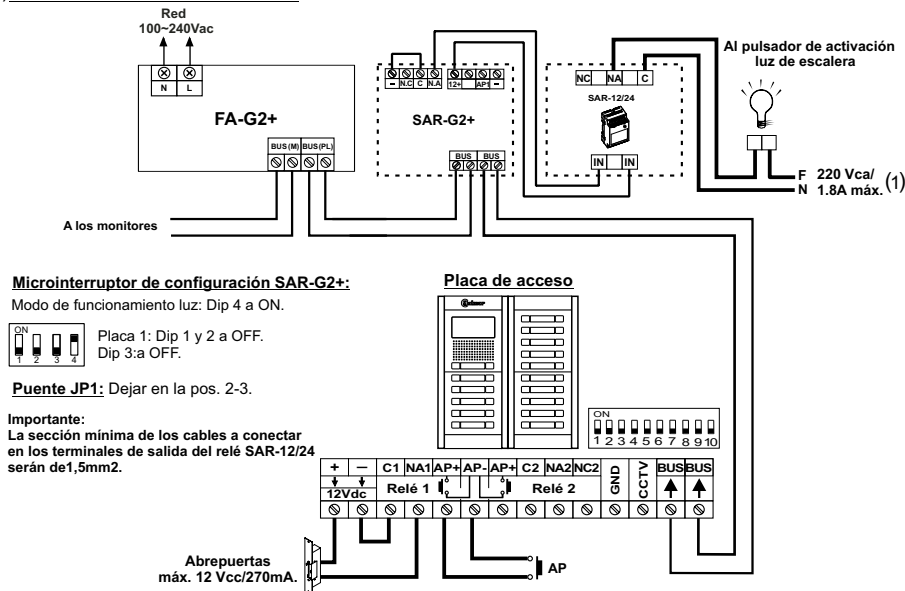 Red
100~240Vac
N L
FA-G2+
BUS(M) BUS(PL)
A los monitores
– N.C C N.A 12+ AP1 –
SAR-G2+
BUS BUS
NC NA C
SAR-12/24
IN IN
Al pulsador de activación
luz de escalera
F 220 Vca/
N 1.8A máx. (1)
Microinterruptor de configuración SAR-G2+:
Modo de funcionamiento luz: Dip 4 a ON.
ON
1 2 3 4
Placa 1: Dip 1 y 2 a OFF.
Dip 3:a OFF.
Puente JP1: Dejar en la pos. 2-3.
Importante:
La sección mínima de los cables a conectar
en los terminales de salida del relé SAR-12/24
serán de1,5mm2.
Placa de acceso
Golmar
ON
1 2 3 4 5 6 7 8 9 10
+ – C1 NA1 AP+ AP- AP+ C2 NA2 NC2 GND CCTV BUS BUS
12Vdc Relé 1 Relé 2
Abrepuertas
máx. 12 Vcc/270mA.
AP